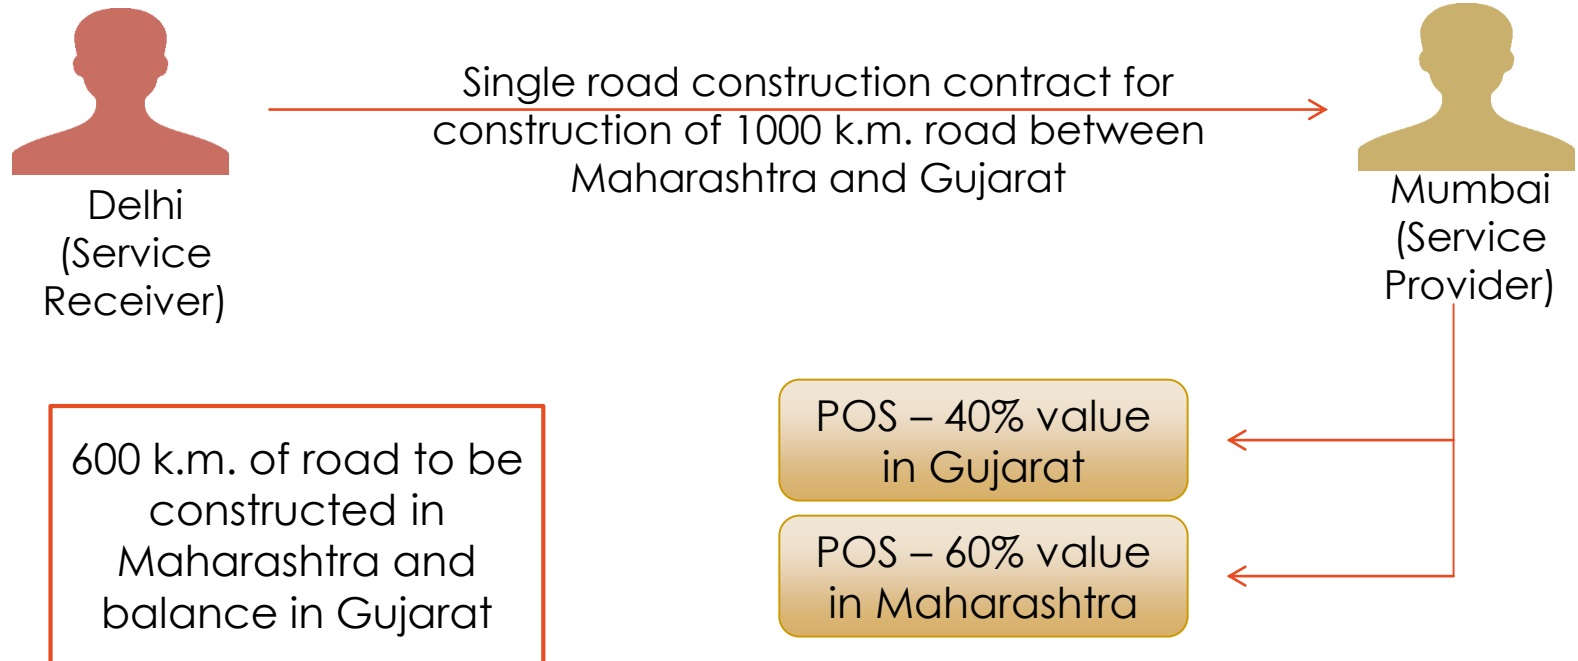 Single road construction contract for
construction of 1000 k.m. road between
Maharashtra and Gujarat
Delhi
(Service
Receiver)
Mumbai
(Service
Provider)
600 k.m. of road to be
constructed in
Maharashtra and
balance in Gujarat
POS – 40% value
in Gujarat
POS – 60% value
in Maharashtra